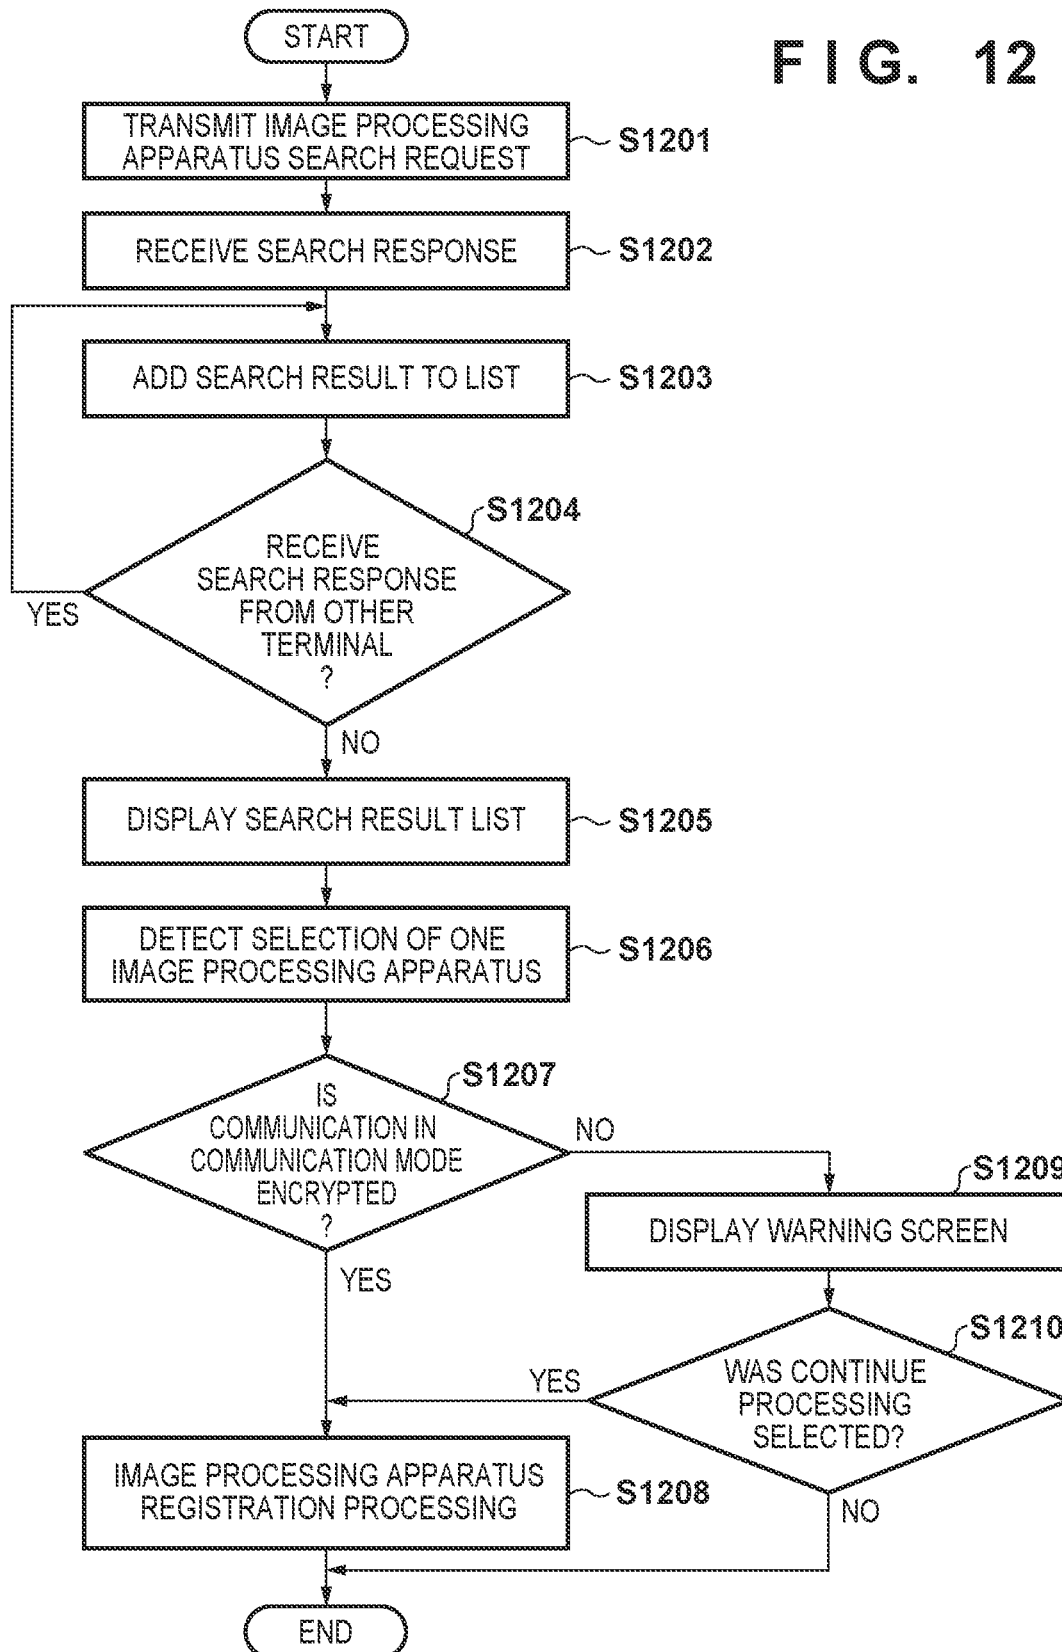 START
FIG. 12
TRANSMIT IMAGE PROCESSING
APPARATUS SEARCH REQUEST
S1201
RECEIVE SEARCH RESPONSE
S1202
ADD SEARCH RESULT TO LIST
S1203
S1204
RECEIVE
SEARCH RESPONSE
FROM OTHER
TERMINAL
?
YES
NO
DISPLAY SEARCH RESULT LIST
S1205
DETECT SELECTION OF ONE
IMAGE PROCESSING APPARATUS
S1206
S1207
IS
COMMUNICATION IN
COMMUNICATION MODE
ENCRYPTED
?
NO
YES
S1209
DISPLAY WARNING SCREEN
S1210
WAS CONTINUE
PROCESSING
SELECTED?
YES
NO
IMAGE PROCESSING APPARATUS
REGISTRATION PROCESSING
S1208
END